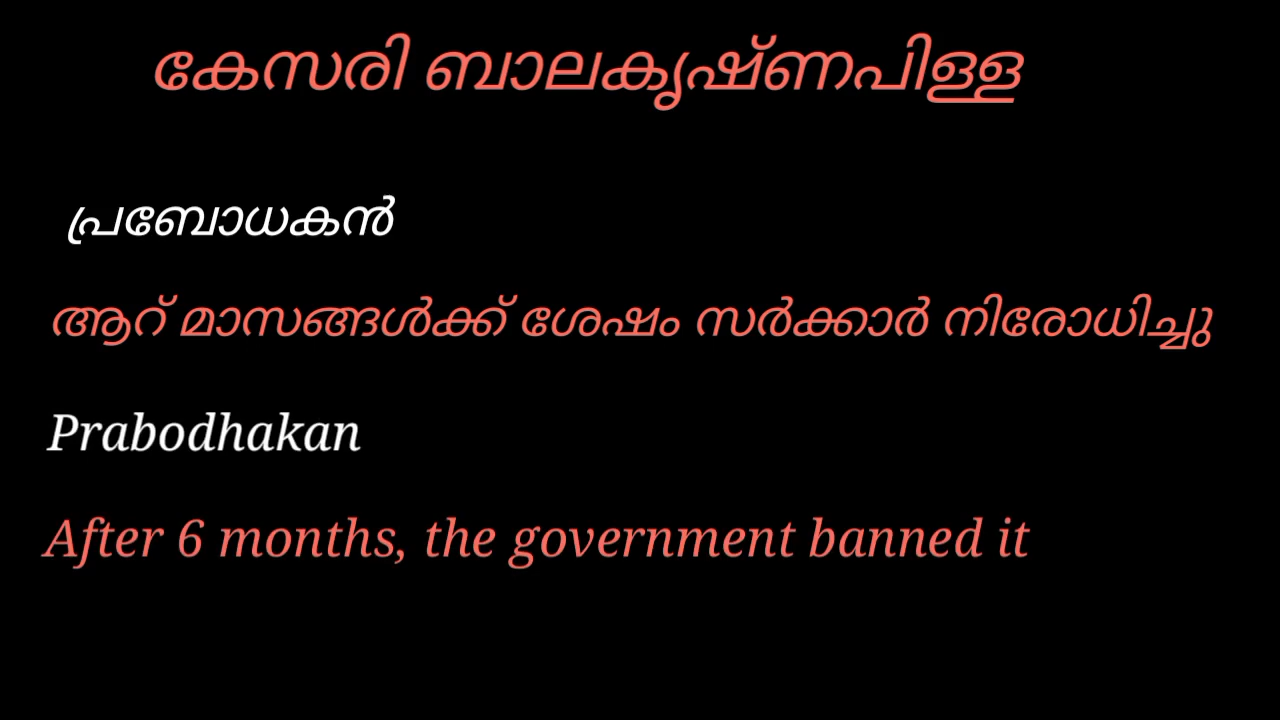 കേസരി ബാലകൃഷ്ണപിള്ള
പ്രബോധകൻ
ആറ് മാസങ്ങൾക്ക് ശേഷം സർക്കാർ നിരോധിച്ചു
Prabodhakan
After 6 months, the government banned it